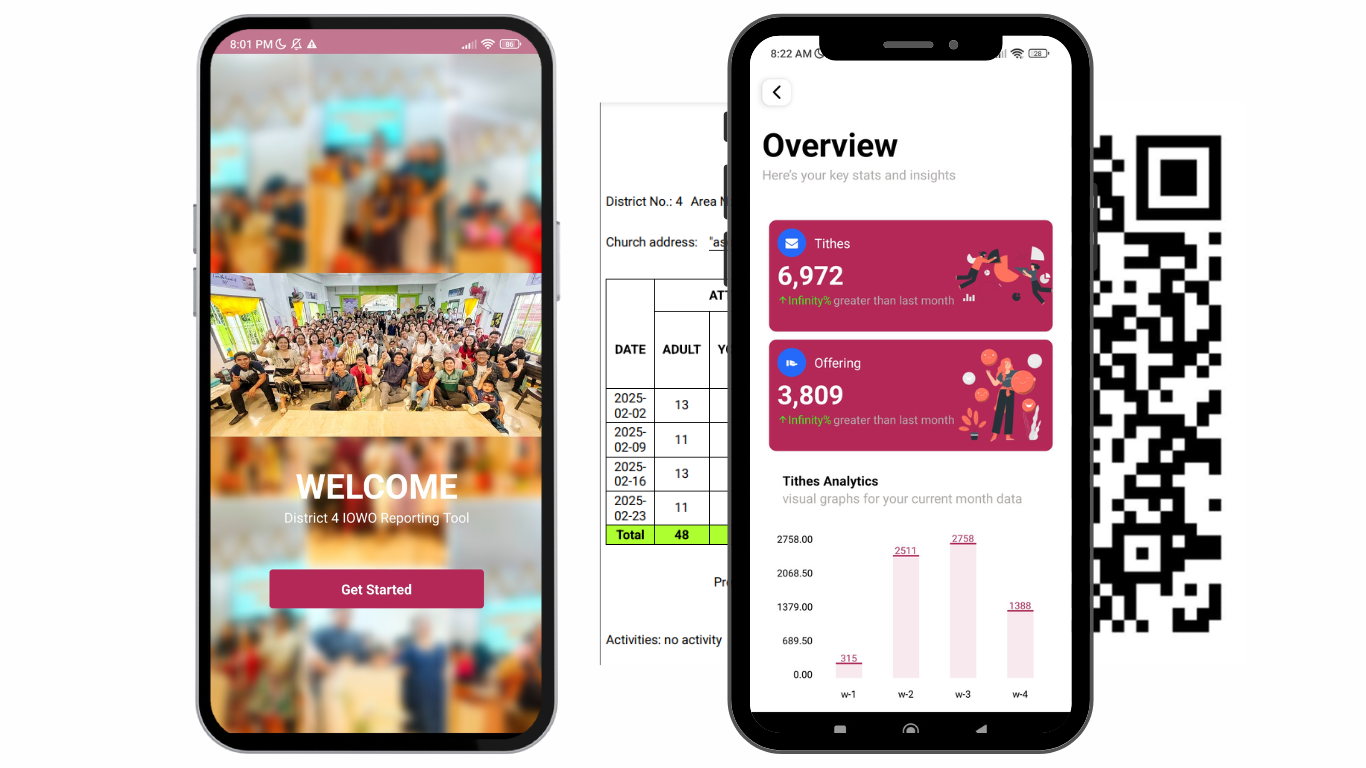 8:01 PM
86
WELCOME
District 4 IOWO Reporting Tool
Get Started
District No.: 4 Area
Church address: "as
DATE
ADULT
2025-
02-02
13
2025-
02-09
11
2025-
02-16
13
2025-
02-23
11
Total 48
Activities: no activity
8:22 AM
28
Overview
Here's your key stats and insights
Tithes
6,972
↑Infinity% greater than last month
Offering
3,809
↑Infinity% greater than last month
Tithes Analytics
visual graphs for your current month data
2758.00
2068.50
1379.00
689.50
0.00
315
2511
2758
1388
w-1
w-2
w-3
w-4